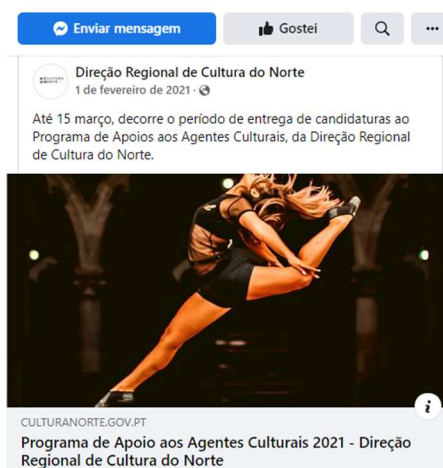 Enviar mensagem
Gostei
Direção Regional de Cultura do Norte
1 de fevereiro de 2021 ·
Até 15 março, decorre o período de entrega de candidaturas ao
Programa de Apoios aos Agentes Culturais, da Direção Regional
de Cultura do Norte.
CULTURANORTE.GOV.PT
Programa de Apoio aos Agentes Culturais 2021 - Direção
Regional de Cultura do Norte